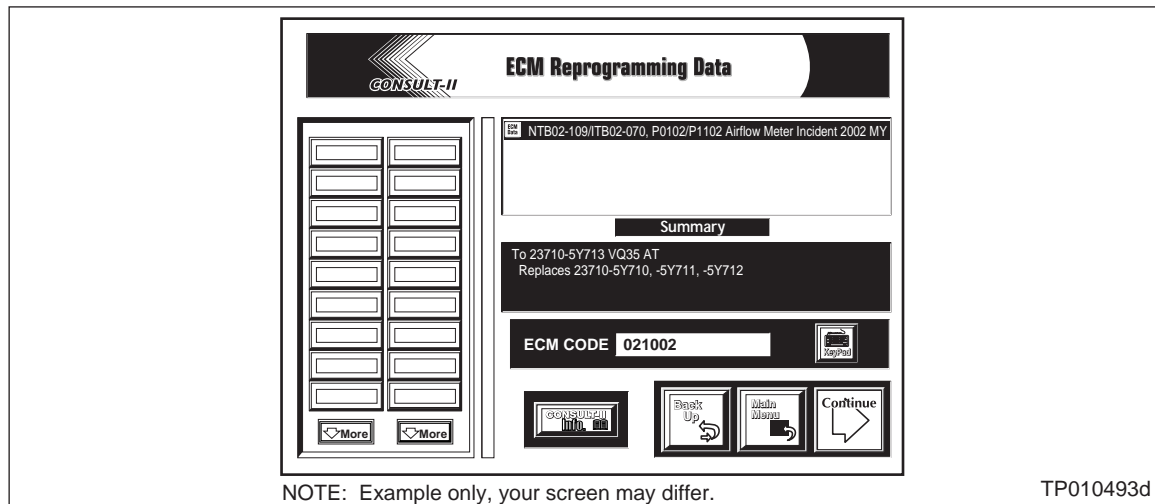 CONSULT-II
ECM Reprogramming Data
ECM Data
NTB02-109/ITB02-070, P0102/P1102 Airflow Meter Incident 2002 MY
Summary
To 23710-5Y713 VQ35 AT
Replaces 23710-5Y710, -5Y711, -5Y712
ECM CODE 021002
KeyPad
More More
CONSULT-II
Info.
Back
Up
Main
Menu
Continue
NOTE: Example only, your screen may differ.
TP010493d